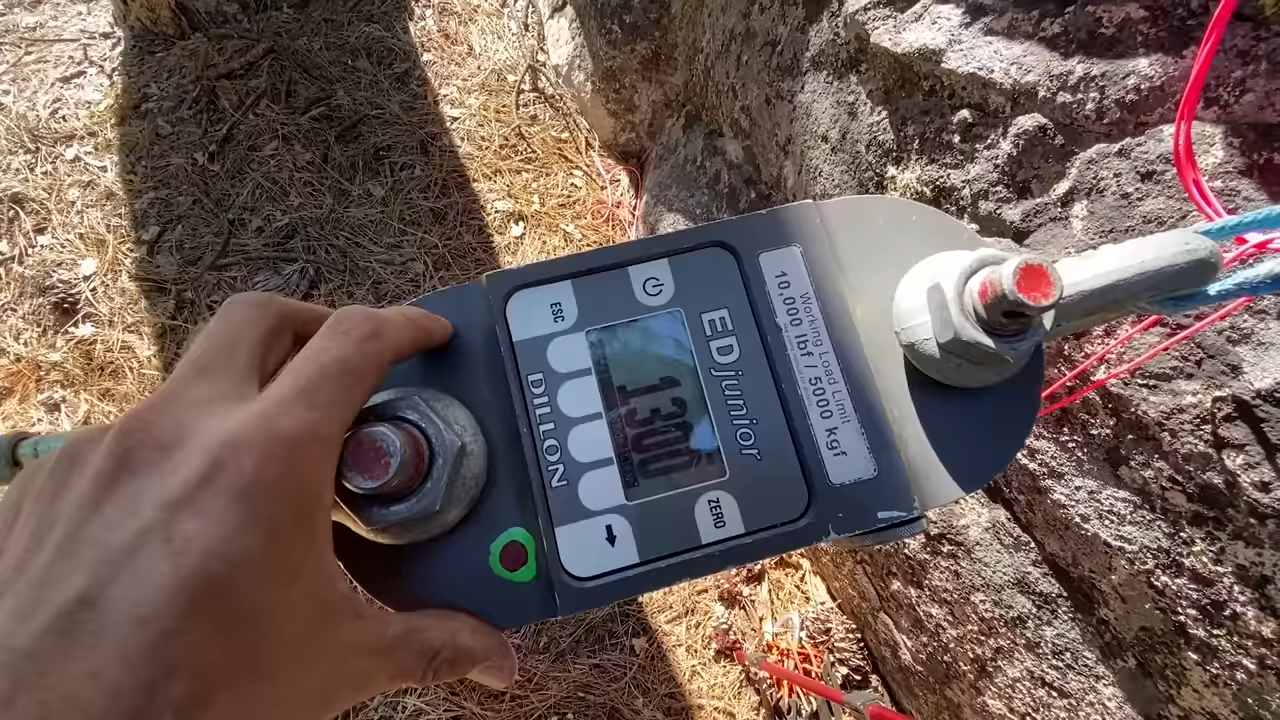 EDjunior
1300
DILLON
ESC
ZERO
Working Load Limit
10,000 lbf / 5000 kgf